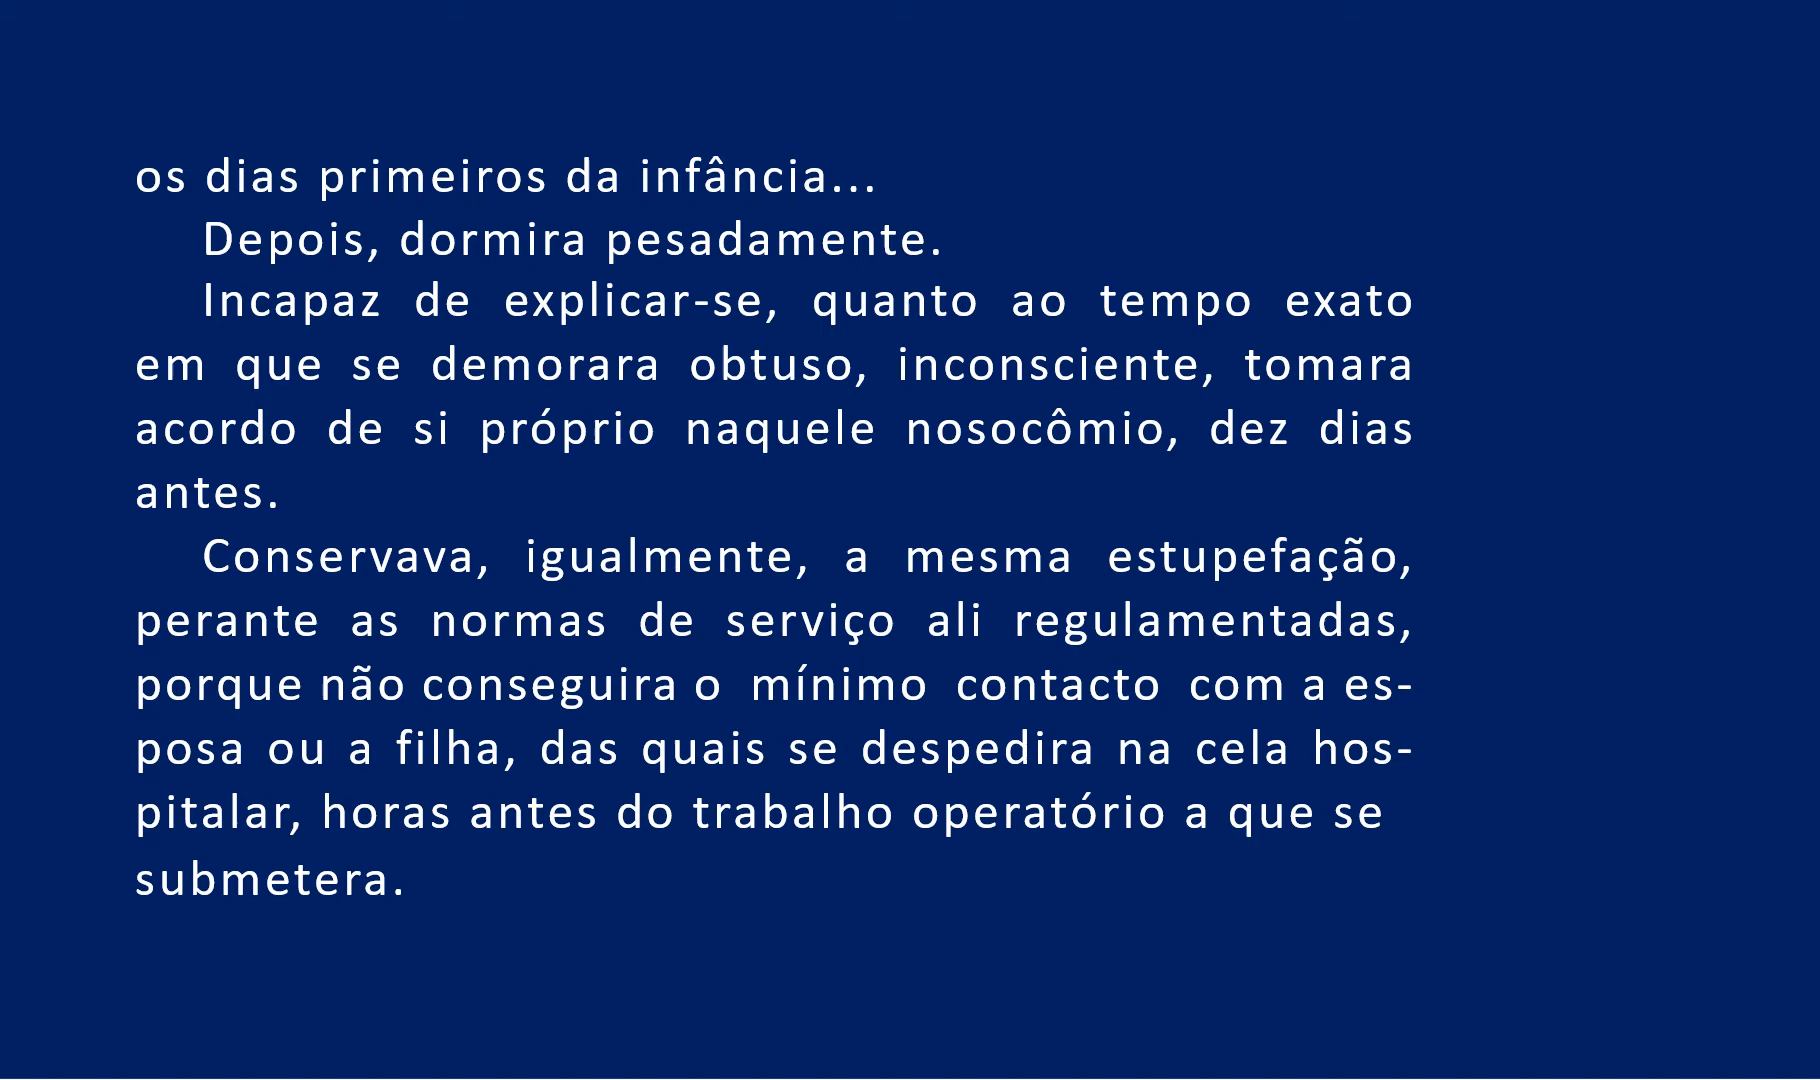 os dias primeiros da infância...
Depois, dormira pesadamente.
Incapaz de explicar-se, quanto ao tempo exato
em que se demorara obtuso, inconsciente, tomara
acordo de si próprio naquele nosocômio, dez dias
antes.
Conservava, igualmente, a mesma estupefação,
perante as normas de serviço ali regulamentadas,
porque não conseguira o mínimo contacto com a es-
posa ou a filha, das quais se despedira na cela hos-
pitalar, horas antes do trabalho operatório a que se
submetera.